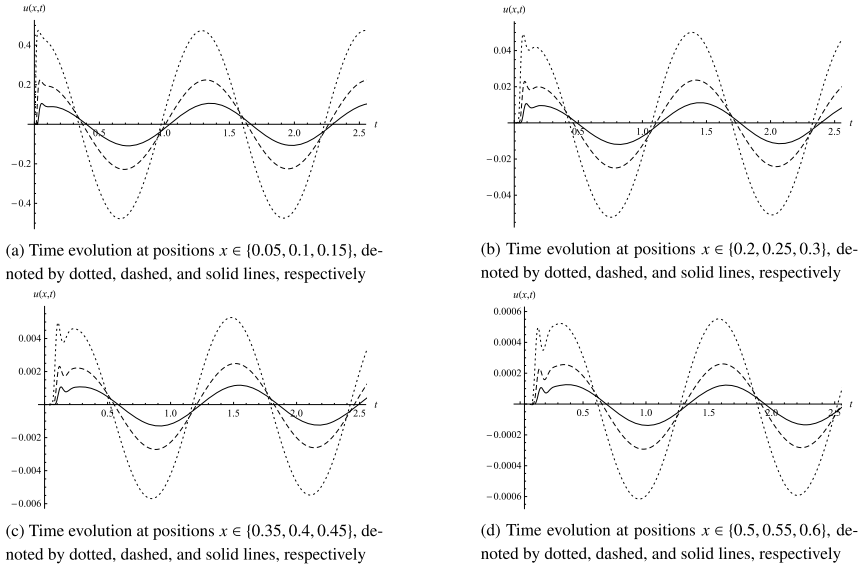 u(x,t)
0.4
0.2
−0.2
−0.4
0.5
1.0
1.5
2.0
2.5
t
(a) Time evolution at positions x ∈ {0.05, 0.1, 0.15}, de-
noted by dotted, dashed, and solid lines, respectively
u(x,t)
0.04
0.02
−0.02
−0.04
0.5
1.0
1.5
2.0
2.5
t
(b) Time evolution at positions x ∈ {0.2, 0.25, 0.3}, de-
noted by dotted, dashed, and solid lines, respectively
u(x,t)
0.004
0.002
−0.002
−0.004
−0.006
0.5
1.0
1.5
2.0
2.5
t
(c) Time evolution at positions x ∈ {0.35, 0.4, 0.45}, de-
noted by dotted, dashed, and solid lines, respectively
u(x,t)
0.0006
0.0004
0.0002
−0.0002
−0.0004
−0.0006
0.5
1.0
1.5
2.0
2.5
t
(d) Time evolution at positions x ∈ {0.5, 0.55, 0.6}, de-
noted by dotted, dashed, and solid lines, respectively